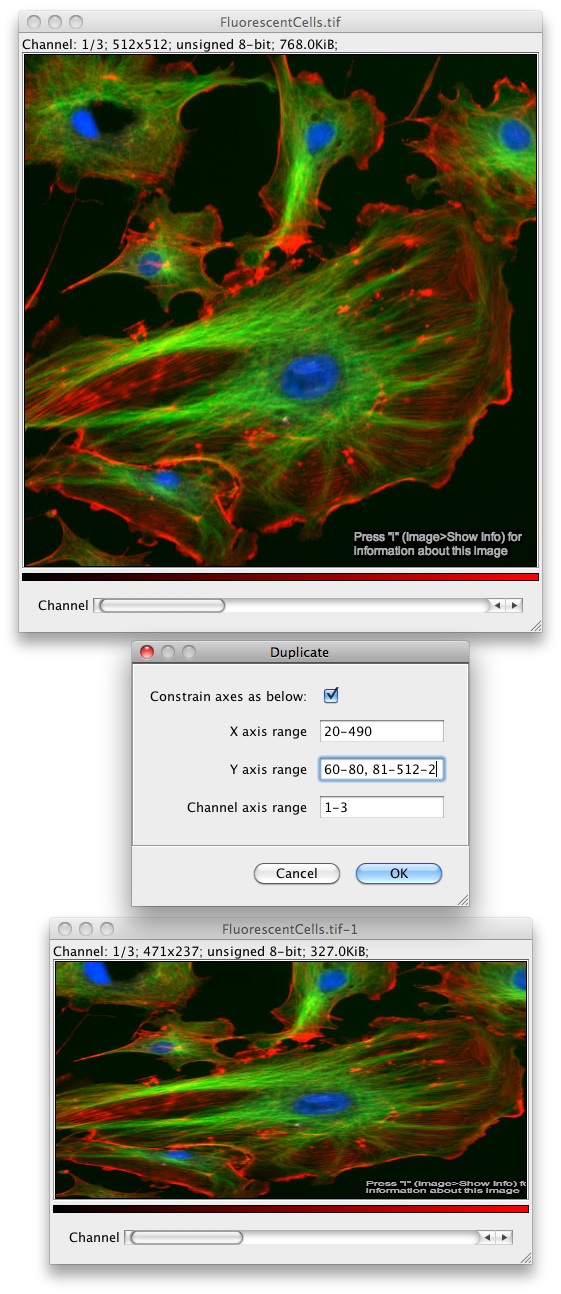 FluorescentCells.tif
Channel: 1/3; 512x512; unsigned 8-bit; 768.0KiB;
Press "I" (Image>Show Info) for
information about this image
Channel
Duplicate
Constrain axes as below:
X axis range 20-490
Y axis range 60-80, 81-512-2
Channel axis range 1-3
Cancel OK
FluorescentCells.tif-1
Channel: 1/3; 471x237; unsigned 8-bit; 327.0KiB;
Press "I" (Image>Show Info) f
information about this image
Channel